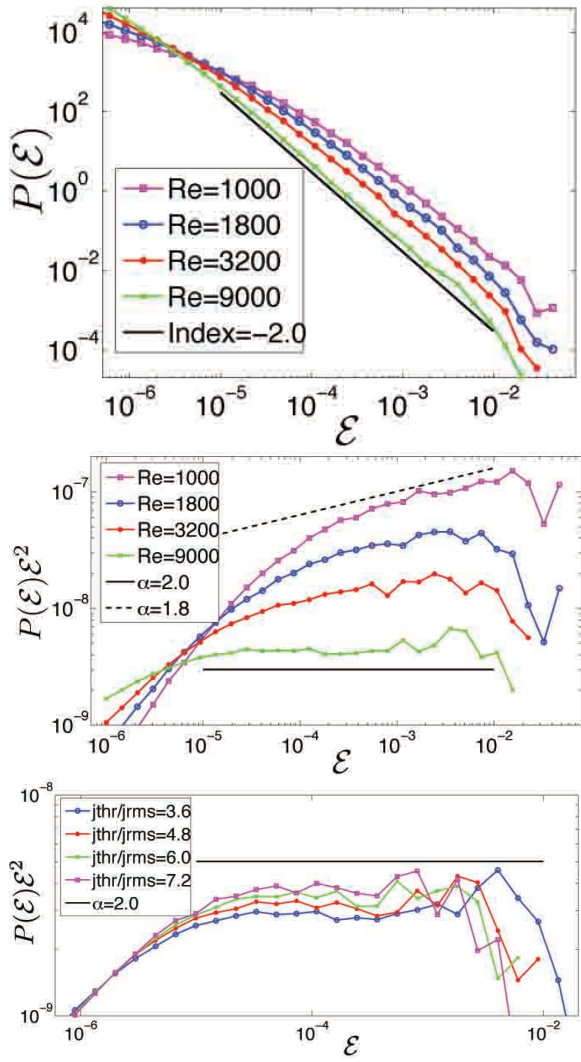 10^4
10^2
10^0
10^-2
10^-4
P(ℰ)
Re=1000
Re=1800
Re=3200
Re=9000
Index=−2.0
10^-6 10^-5 10^-4 10^-3 10^-2
ℰ
10^-7
10^-8
10^-9
P(ℰ)ℰ^2
Re=1000
Re=1800
Re=3200
Re=9000
α=2.0
α=1.8
10^-6 10^-5 10^-4 10^-3 10^-2
ℰ
10^-8
10^-9
P(ℰ)ℰ^2
jthr/jrms=3.6
jthr/jrms=4.8
jthr/jrms=6.0
jthr/jrms=7.2
α=2.0
10^-6 10^-4 10^-2
ℰ